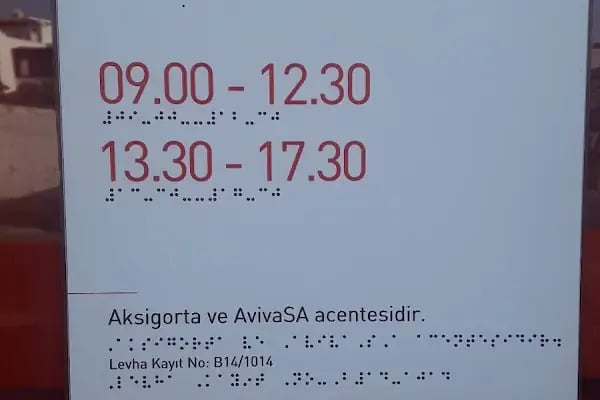 09.00 - 12.30
13.30 - 17.30
Aksigorta ve AvivaSA acentesidir.
Levha Kayıt No: B14/1014